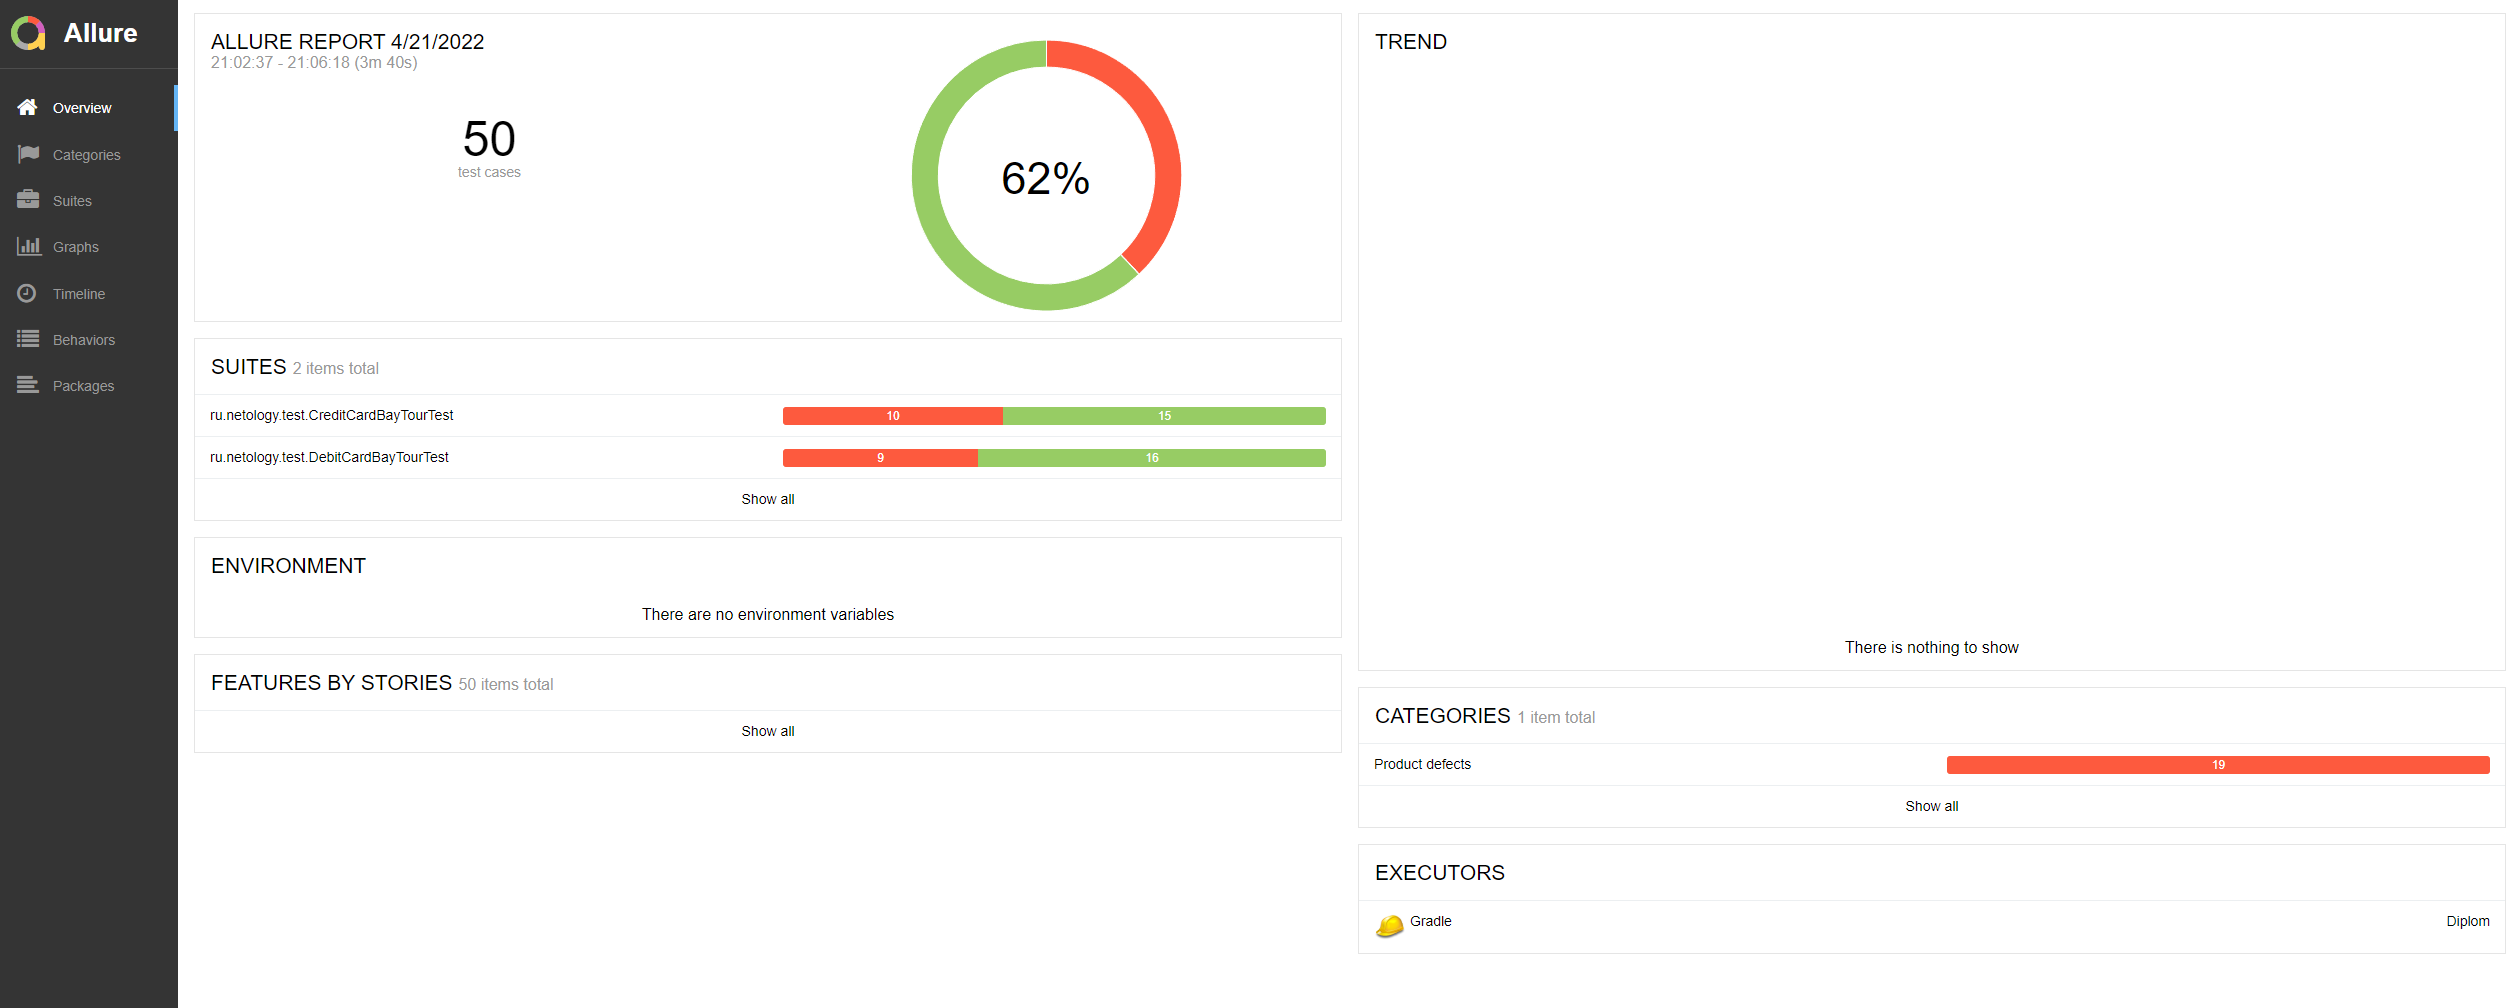 Allure
Overview
Categories
Suites
Graphs
Timeline
Behaviors
Packages
ALLURE REPORT 4/21/2022
21:02:37 - 21:06:18 (3m 40s)
50
test cases
62%
SUITES 2 items total
ru.netology.test.CreditCardBayTourTest 10 15
ru.netology.test.DebitCardBayTourTest 9 16
Show all
ENVIRONMENT
There are no environment variables
FEATURES BY STORIES 50 items total
Show all
TREND
There is nothing to show
CATEGORIES 1 item total
Product defects 19
Show all
EXECUTORS
Gradle Diplom